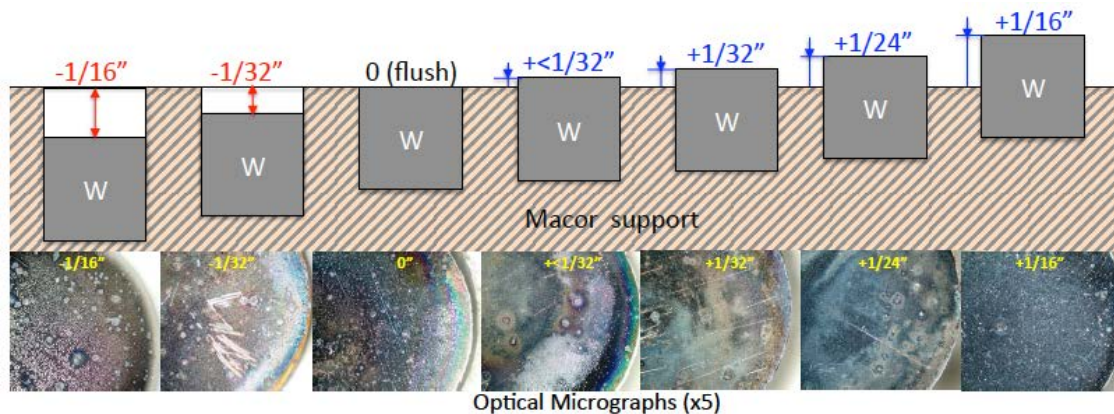 -1/16”
-1/32”
0 (flush)
+<1/32”
+1/32”
+1/24”
+1/16”
W
W
W
W
W
W
W
Macor support
-1/16”
-1/32”
0”
+<1/32”
+1/32”
+1/24”
+1/16”
Optical Micrographs (x5)